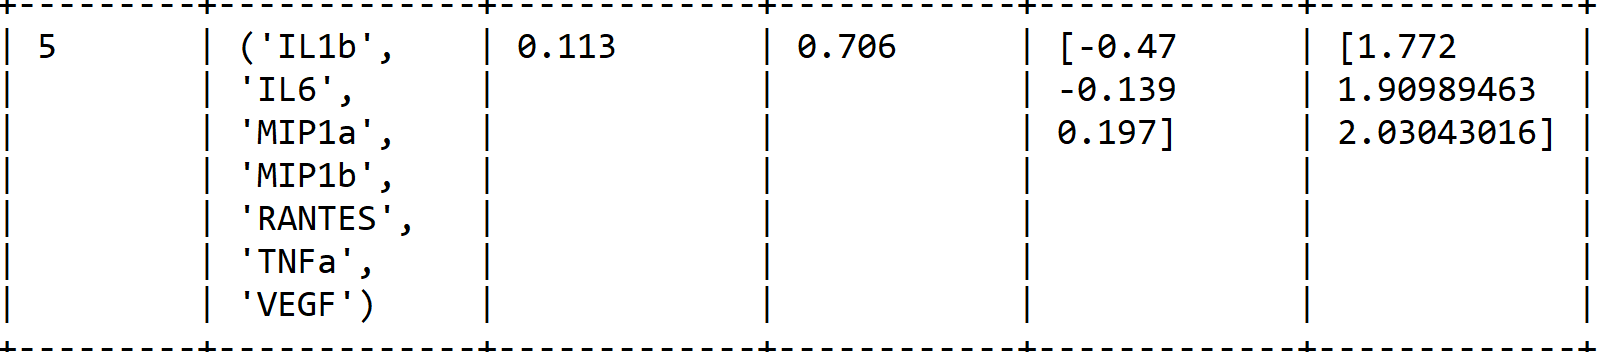 +---------+-------------+-------------+------------+-------------+-------------+
| 5       | ('IL1b',    | 0.113       | 0.706      | [-0.47      | [1.772      |
|         | 'IL6',      |             |            | -0.139      | 1.90989463  |
|         | 'MIP1a',    |             |            | 0.197]      | 2.03043016] |
|         | 'MIP1b',    |             |            |             |             |
|         | 'RANTES',   |             |            |             |             |
|         | 'TNFa',     |             |            |             |             |
|         | 'VEGF')     |             |            |             |             |
+---------+-------------+-------------+------------+-------------+-------------+